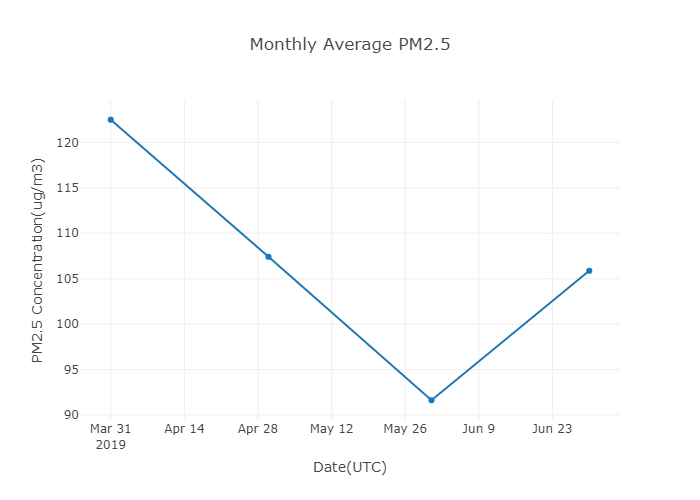 Monthly Average PM2.5
PM2.5 Concentration(ug/m3)
120
115
110
105
100
95
90
Mar 31 Apr 14 Apr 28 May 12 May 26 Jun 9 Jun 23
2019
Date(UTC)